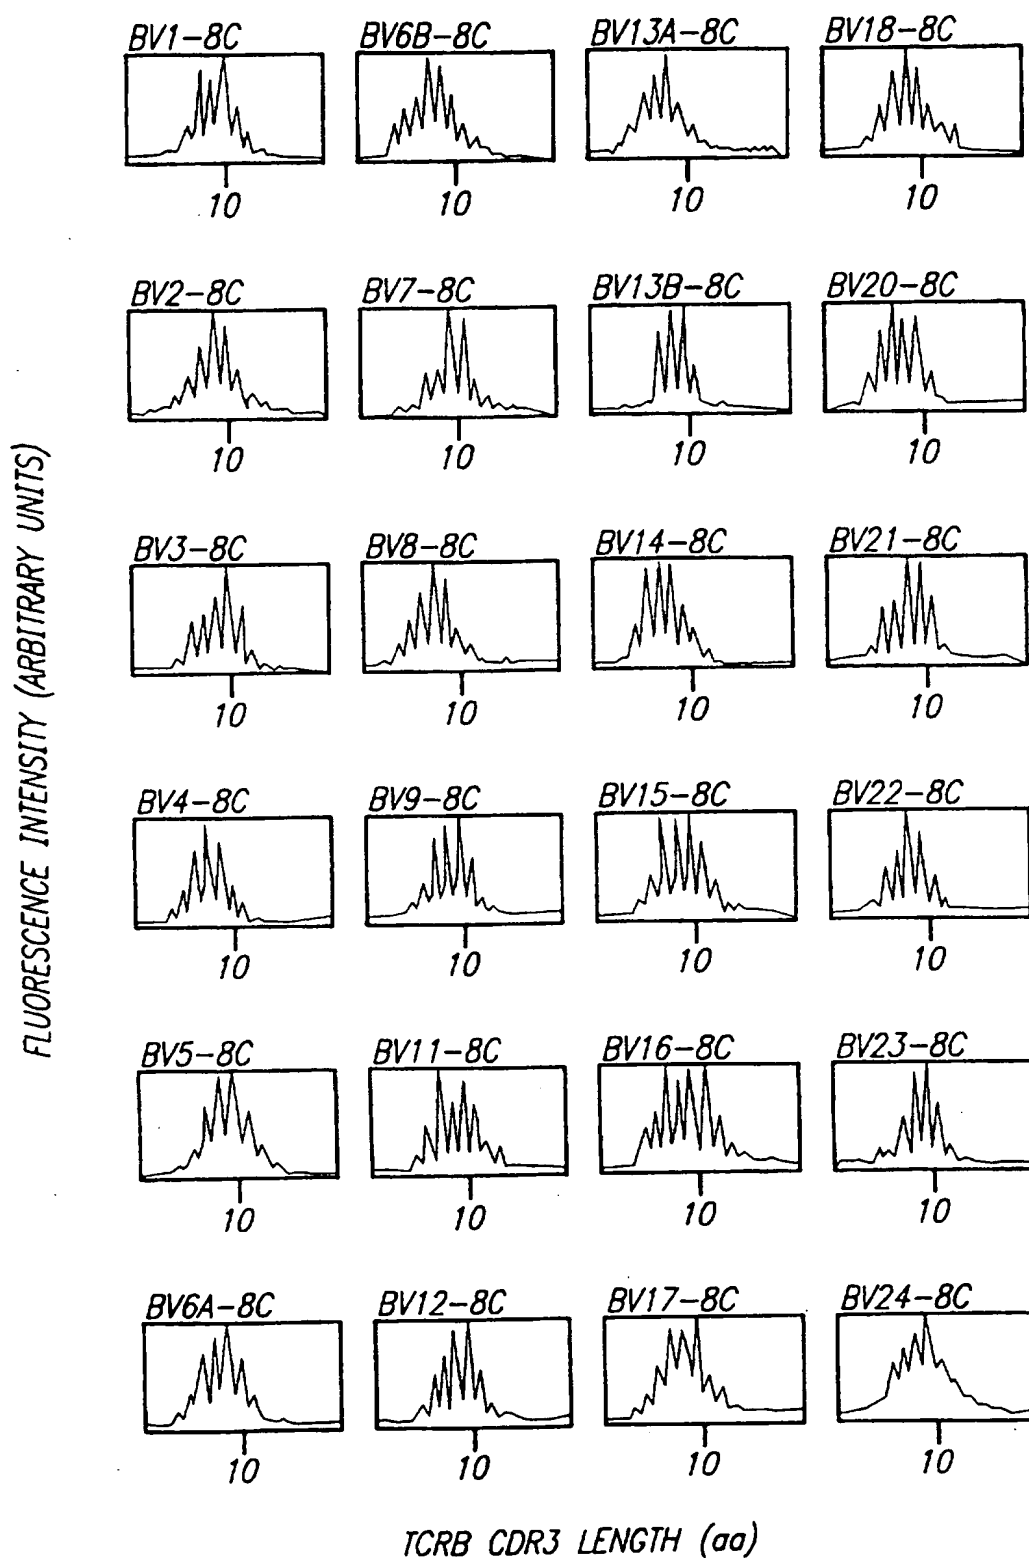 BV1-8C BV6B-8C BV13A-8C BV18-8C
10 10 10 10
BV2-8C BV7-8C BV13B-8C BV20-8C
10 10 10 10
BV3-8C BV8-8C BV14-8C BV21-8C
10 10 10 10
BV4-8C BV9-8C BV15-8C BV22-8C
10 10 10 10
BV5-8C BV11-8C BV16-8C BV23-8C
10 10 10 10
BV6A-8C BV12-8C BV17-8C BV24-8C
10 10 10 10
FLUORESCENCE INTENSITY (ARBITRARY UNITS)
TCRB CDR3 LENGTH (aa)